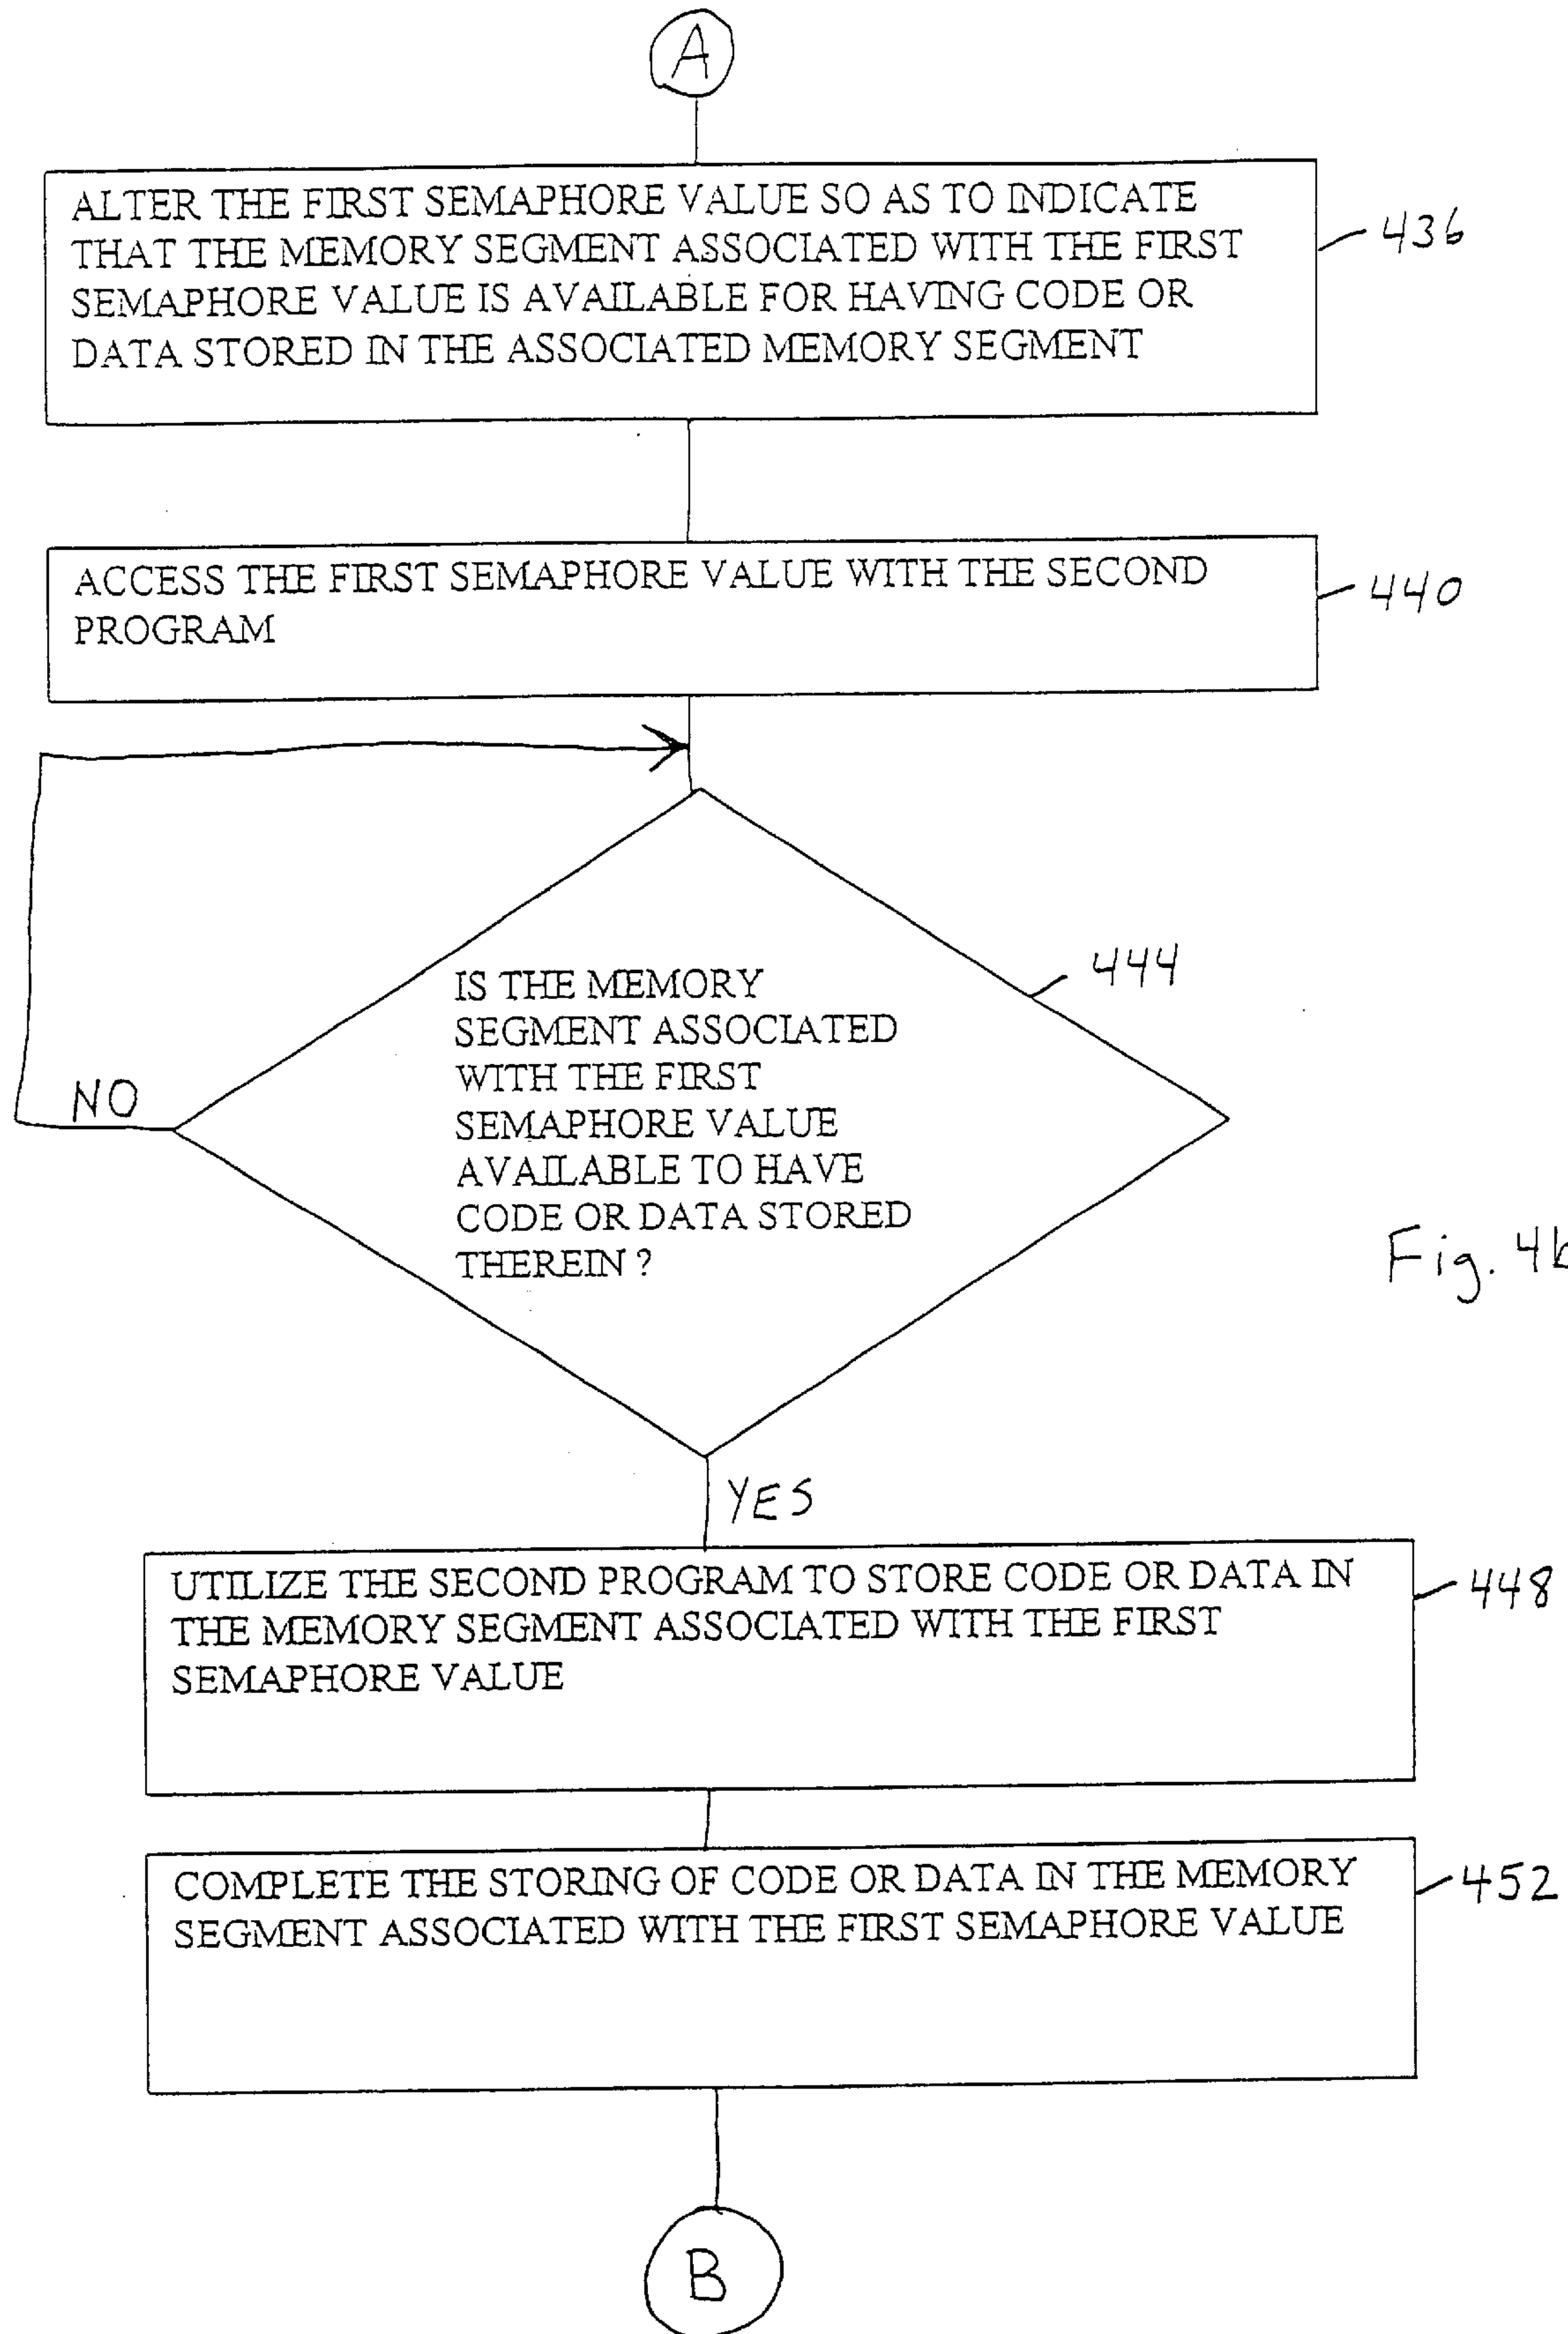 A
ALTER THE FIRST SEMAPHORE VALUE SO AS TO INDICATE
THAT THE MEMORY SEGMENT ASSOCIATED WITH THE FIRST
SEMAPHORE VALUE IS AVAILABLE FOR HAVING CODE OR
DATA STORED IN THE ASSOCIATED MEMORY SEGMENT
436
ACCESS THE FIRST SEMAPHORE VALUE WITH THE SECOND
PROGRAM
440
IS THE MEMORY
SEGMENT ASSOCIATED
WITH THE FIRST
SEMAPHORE VALUE
AVAILABLE TO HAVE
CODE OR DATA STORED
THEREIN ?
444
NO
Fig. 4b
YES
UTILIZE THE SECOND PROGRAM TO STORE CODE OR DATA IN
THE MEMORY SEGMENT ASSOCIATED WITH THE FIRST
SEMAPHORE VALUE
448
COMPLETE THE STORING OF CODE OR DATA IN THE MEMORY
SEGMENT ASSOCIATED WITH THE FIRST SEMAPHORE VALUE
452
B